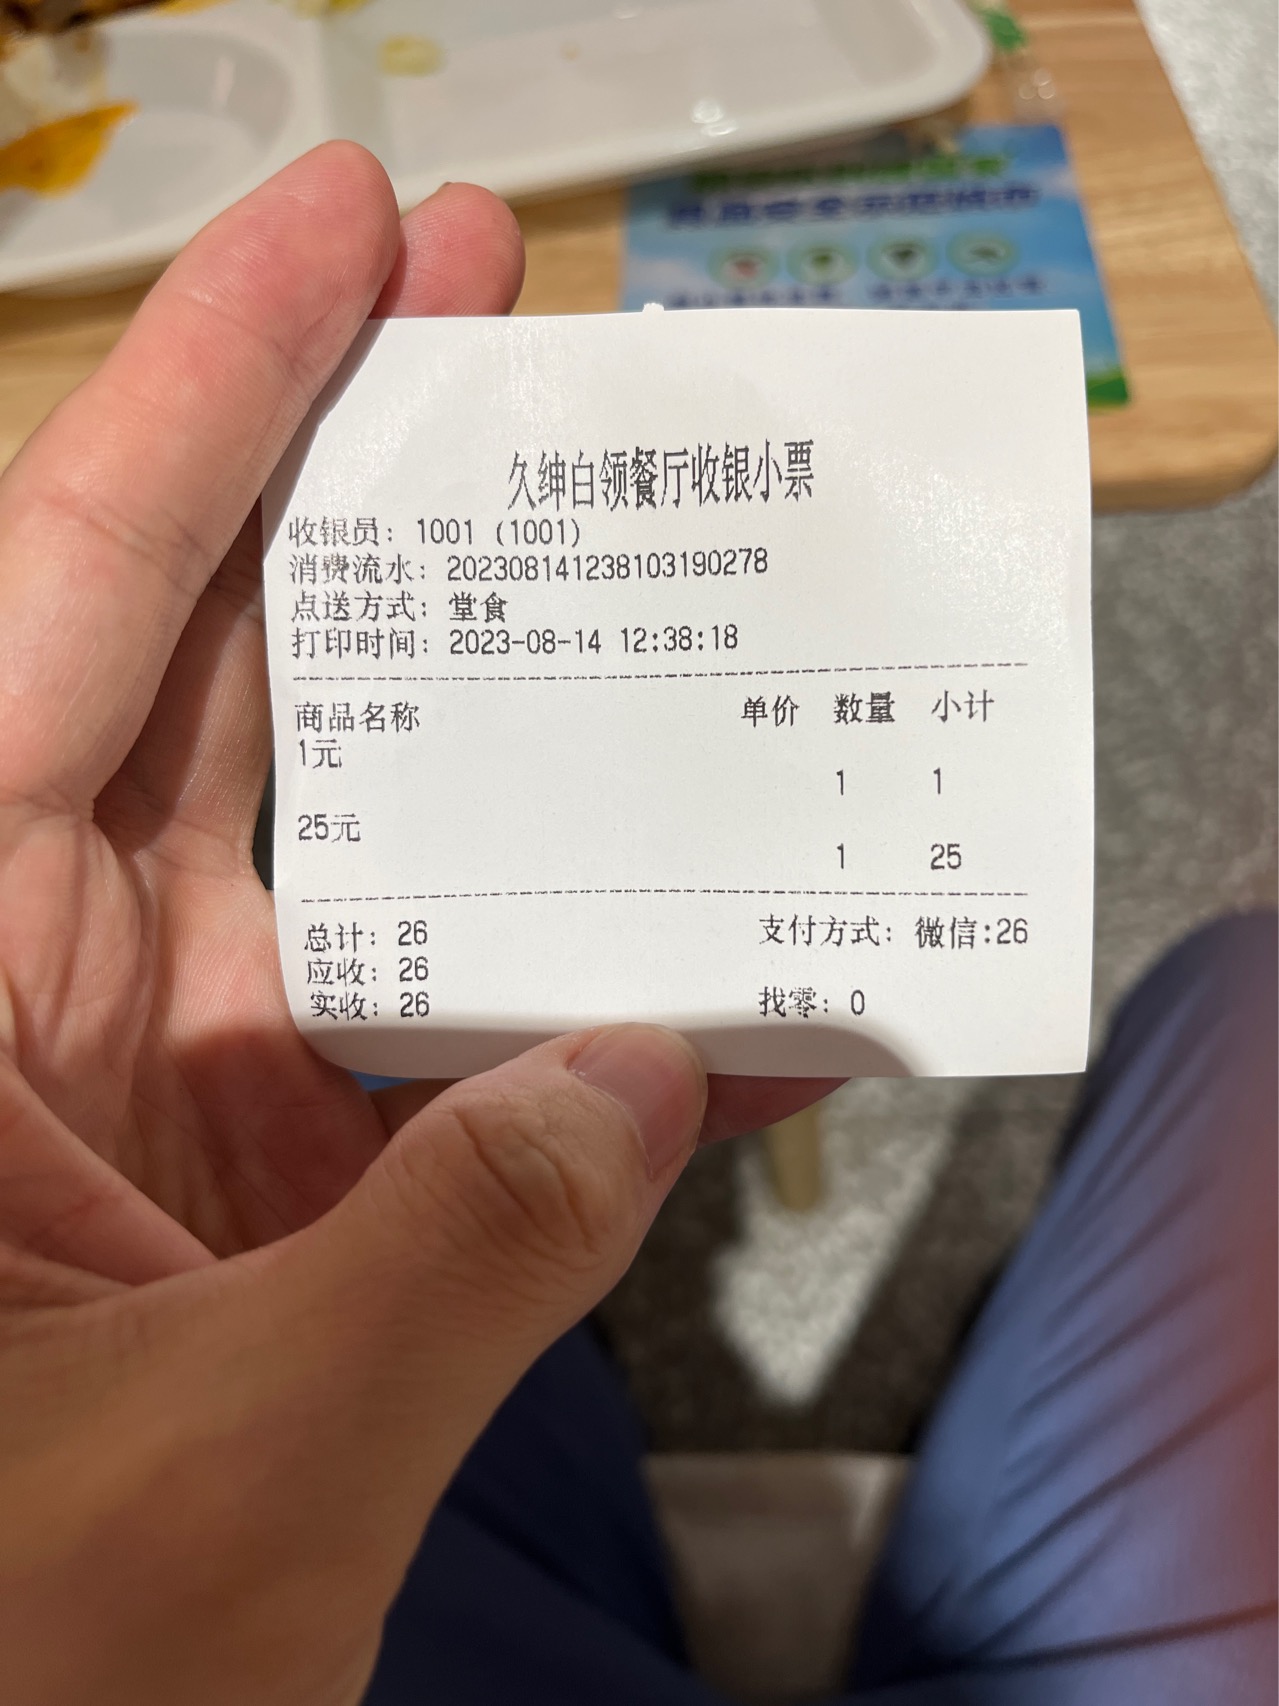 久绅白领餐厅收银小票
收银员: 1001 (1001)
消费流水: 202308141238103190278
点送方式: 堂食
打印时间: 2023-08-14 12:38:18
商品名称 单价 数量 小计
1元
1 1
25元
1 25
总计: 26 支付方式: 微信:26
应收: 26
实收: 26 找零: 0